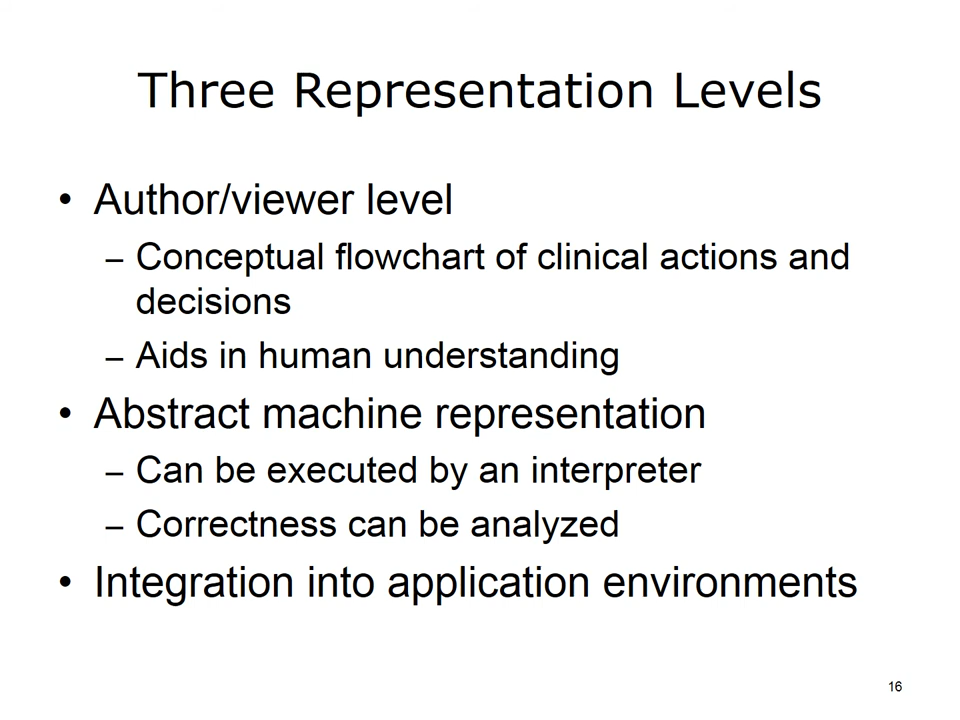 Three Representation Levels
• Author/viewer level
– Conceptual flowchart of clinical actions and
decisions
– Aids in human understanding
• Abstract machine representation
– Can be executed by an interpreter
– Correctness can be analyzed
• Integration into application environments
16